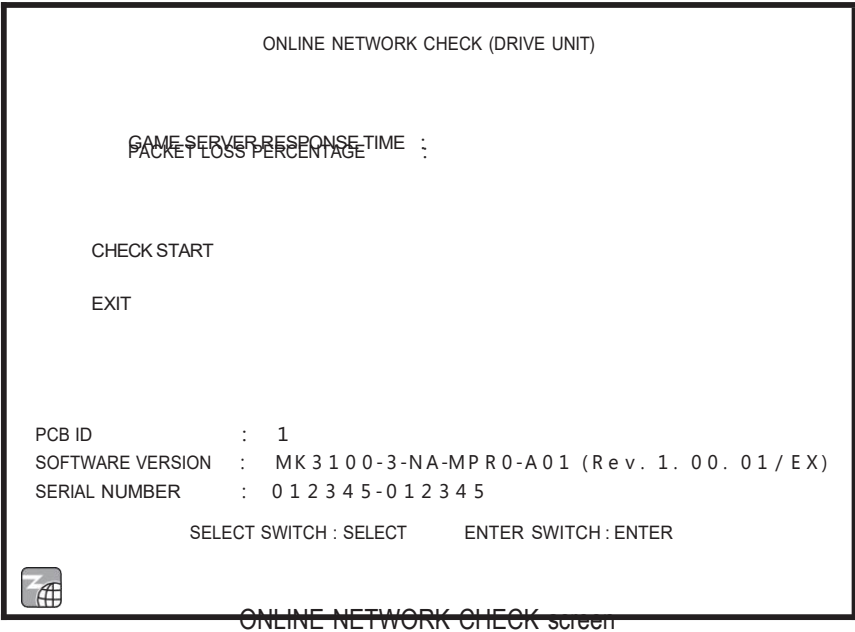 ONLINE NETWORK CHECK (DRIVE UNIT)
GAME SERVER RESPONSE TIME :
PACKET LOSS PERCENTAGE :
CHECK START
EXIT
PCB ID : 1
SOFTWARE VERSION : MK3100-3-NA-MPR0-A01 (Rev. 1. 00. 01/EX)
SERIAL NUMBER : 012345-012345
SELECT SWITCH : SELECT ENTER SWITCH : ENTER
ONLINE NETWORK CHECK screen